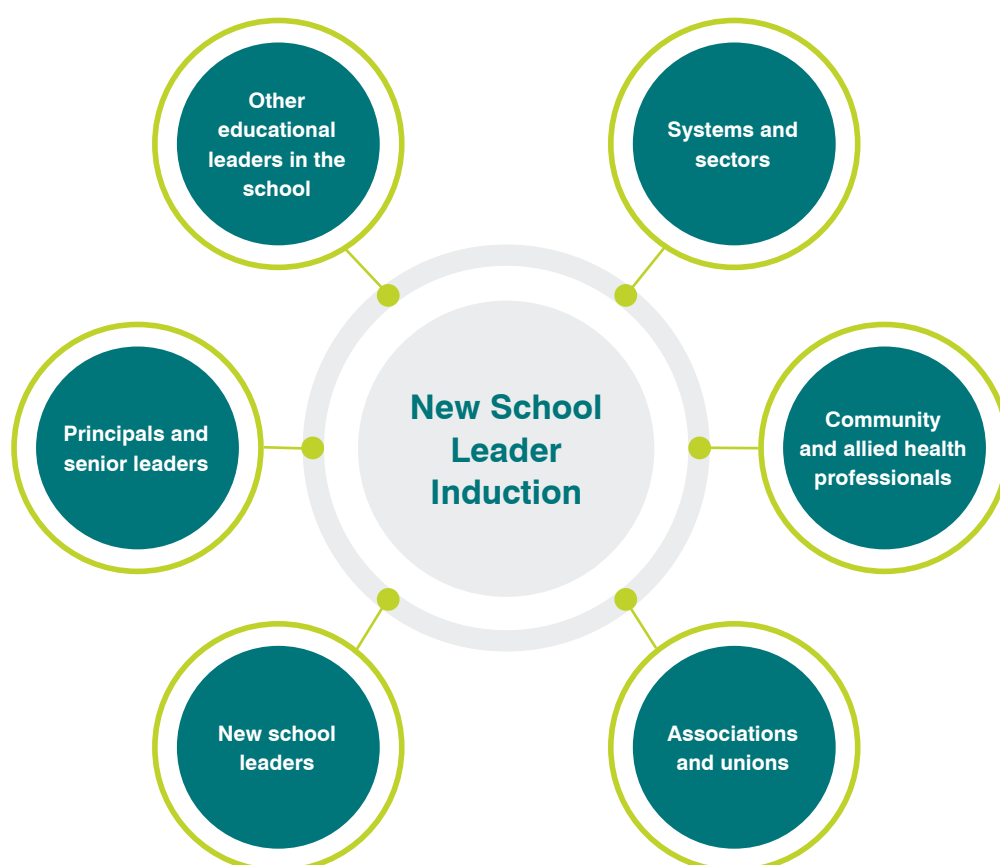 Other
educational
leaders in the
school
Systems and
sectors
Principals and
senior leaders
New School
Leader
Induction
Community
and allied health
professionals
New school
leaders
Associations
and unions